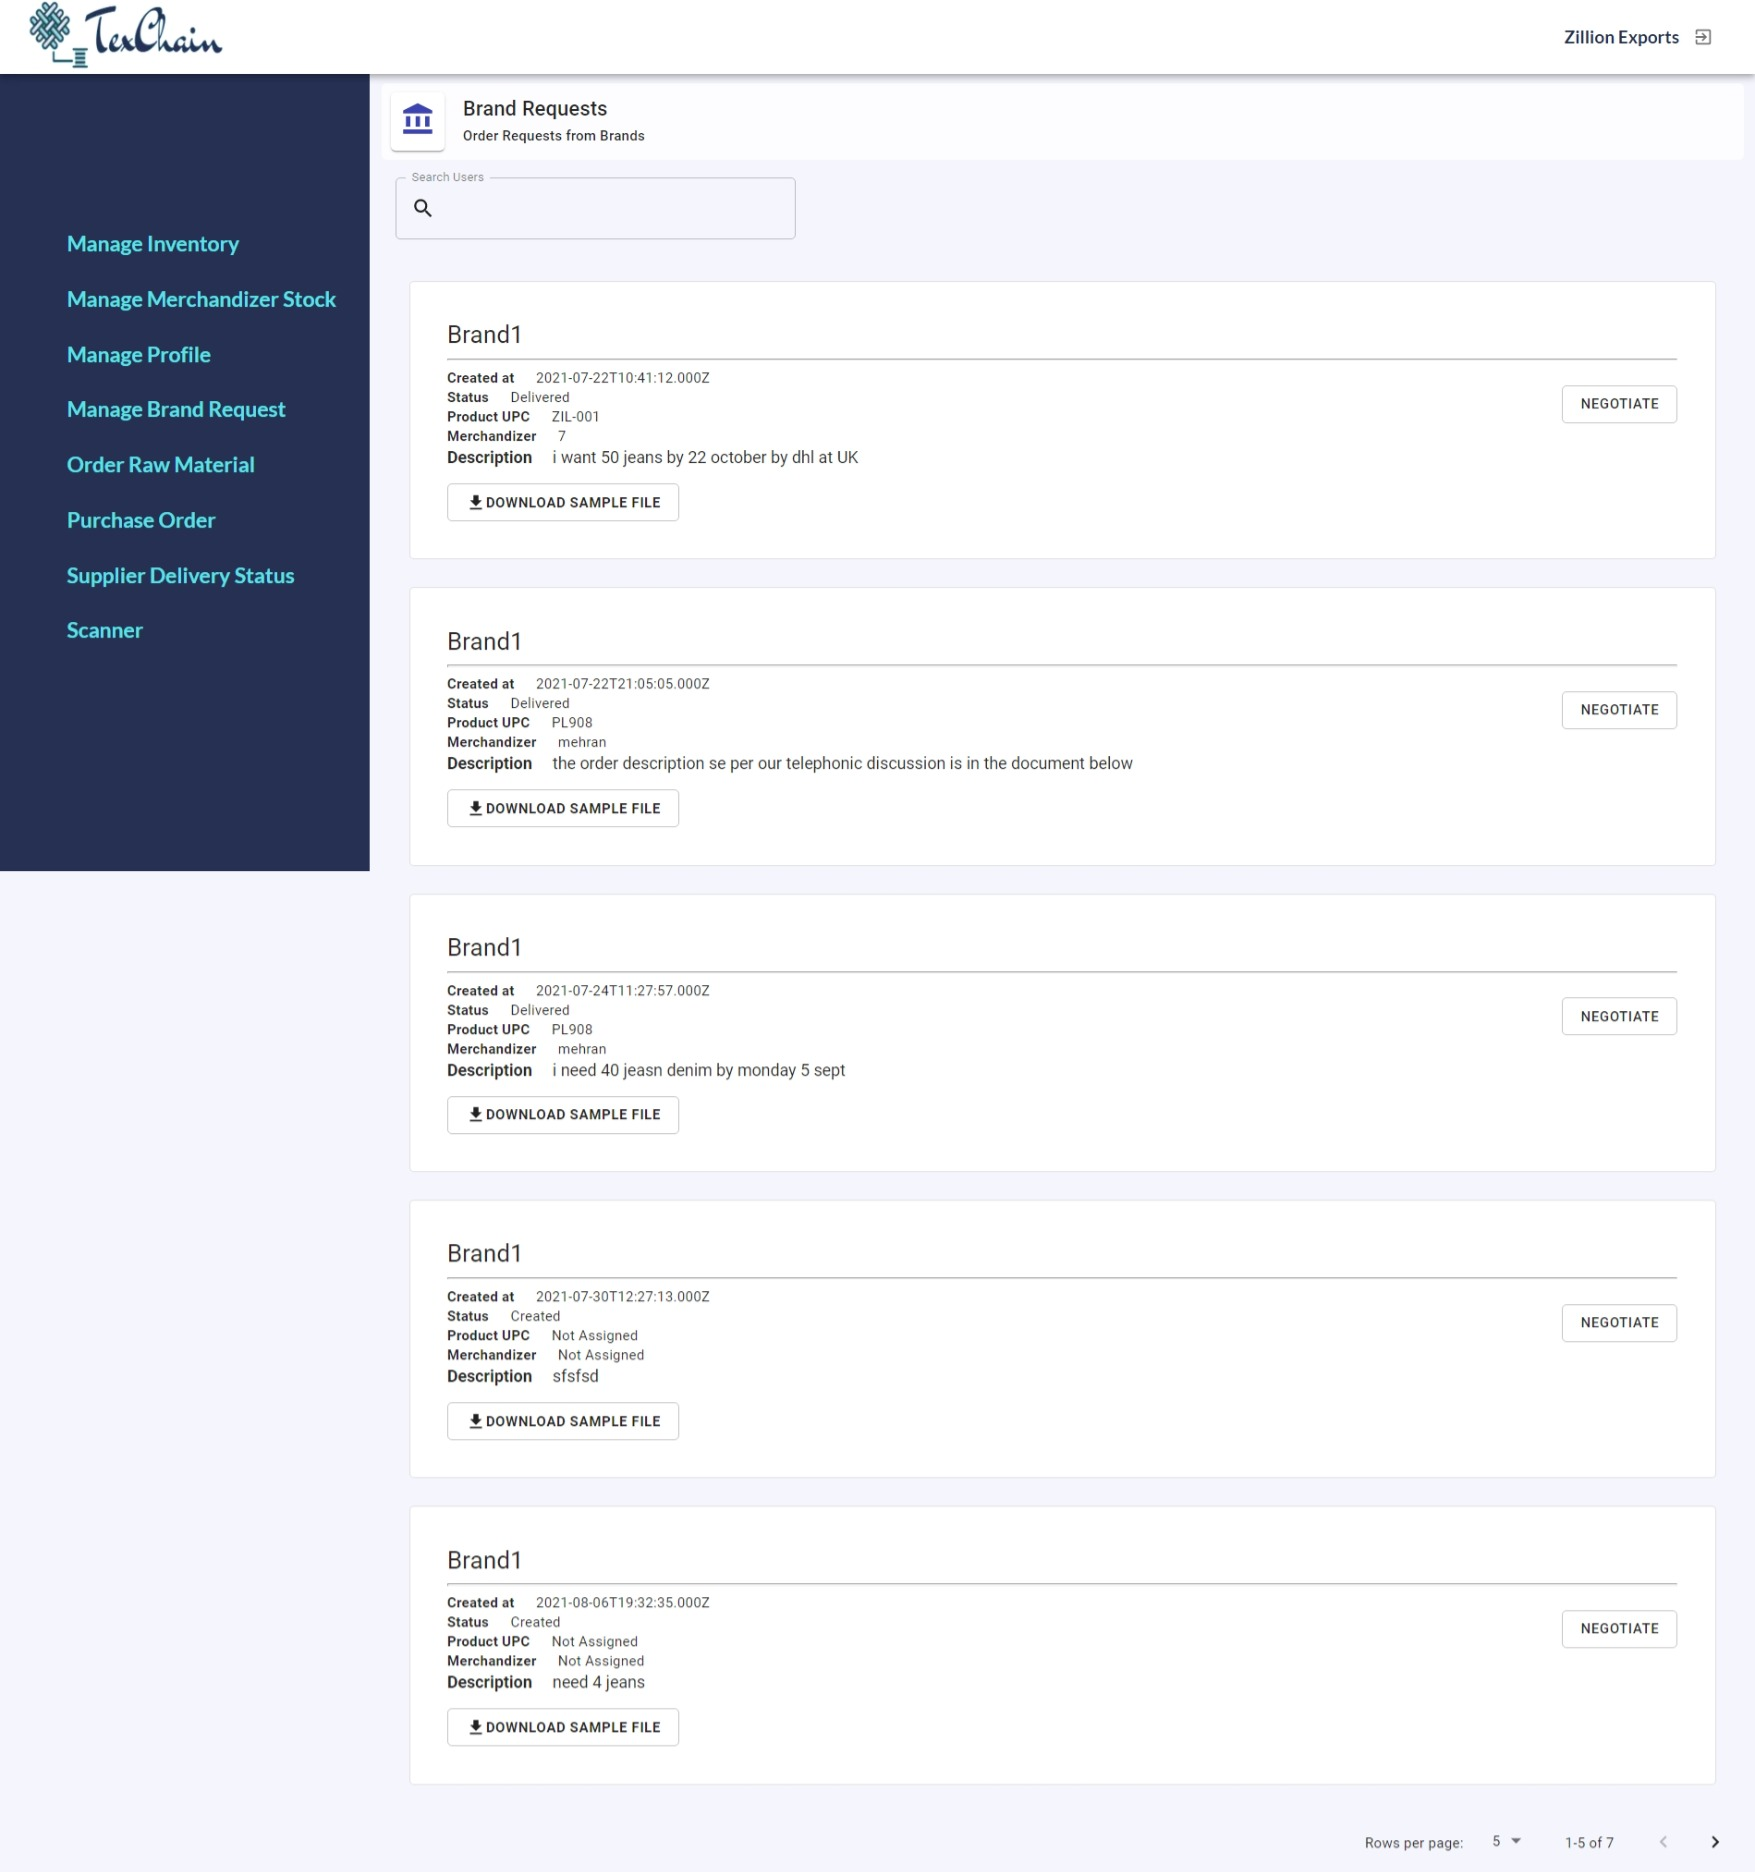 TexChain
Zillion Exports
Manage Inventory
Manage Merchandizer Stock
Manage Profile
Manage Brand Request
Order Raw Material
Purchase Order
Supplier Delivery Status
Scanner
Brand Requests
Order Requests from Brands
Search Users
Brand1
Created at 2021-07-22T10:41:12.000Z
Status Delivered
Product UPC ZIL-001
Merchandizer 7
Description i want 50 jeans by 22 october by dhl at UK
NEGOTIATE
DOWNLOAD SAMPLE FILE
Brand1
Created at 2021-07-22T21:05:05.000Z
Status Delivered
Product UPC PL908
Merchandizer mehran
Description the order description se per our telephonic discussion is in the document below
NEGOTIATE
DOWNLOAD SAMPLE FILE
Brand1
Created at 2021-07-24T11:27:57.000Z
Status Delivered
Product UPC PL908
Merchandizer mehran
Description i need 40 jeasn denim by monday 5 sept
NEGOTIATE
DOWNLOAD SAMPLE FILE
Brand1
Created at 2021-07-30T12:27:13.000Z
Status Created
Product UPC Not Assigned
Merchandizer Not Assigned
Description sfsfsd
NEGOTIATE
DOWNLOAD SAMPLE FILE
Brand1
Created at 2021-08-06T19:32:35.000Z
Status Created
Product UPC Not Assigned
Merchandizer Not Assigned
Description need 4 jeans
NEGOTIATE
DOWNLOAD SAMPLE FILE
Rows per page: 5 1-5 of 7